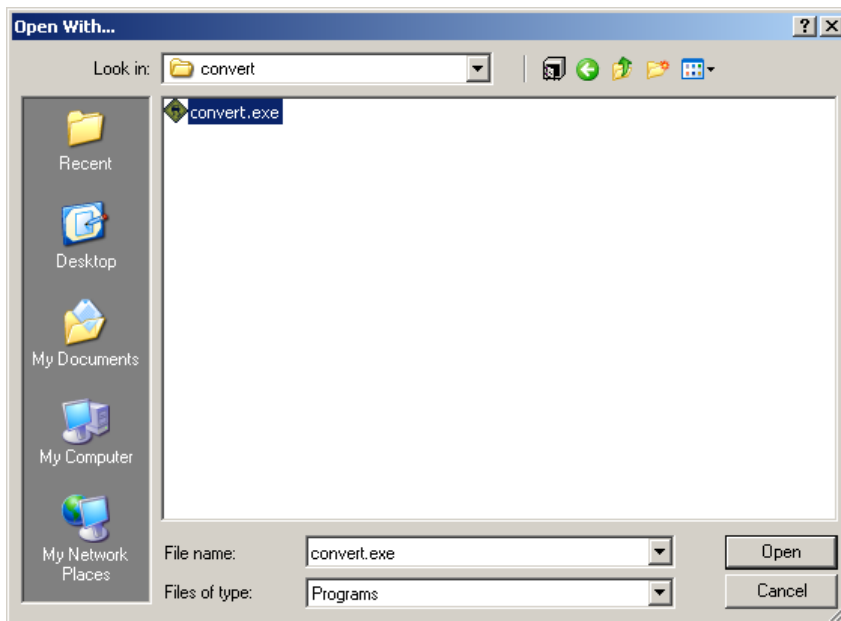 Open With...
Look in: convert
convert.exe
Recent
Desktop
My Documents
My Computer
My Network
Places
File name: convert.exe Open
Files of type: Programs Cancel